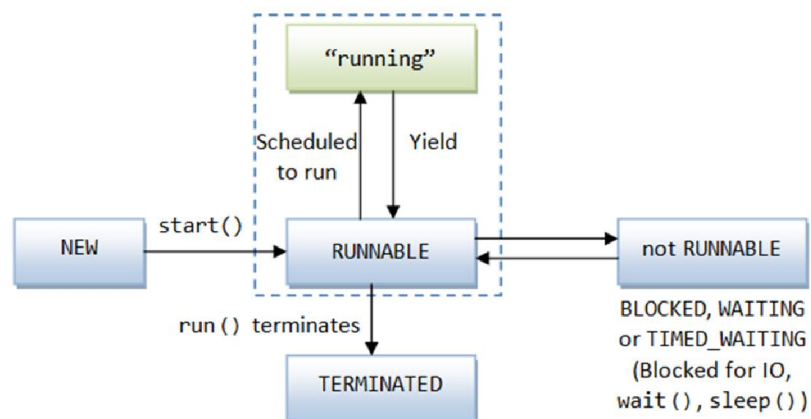 “running”
Scheduled
to run
Yield
start()
NEW
RUNNABLE
not RUNNABLE
run() terminates
BLOCKED, WAITING
or TIMED_WAITING
(Blocked for IO,
wait(), sleep())
TERMINATED